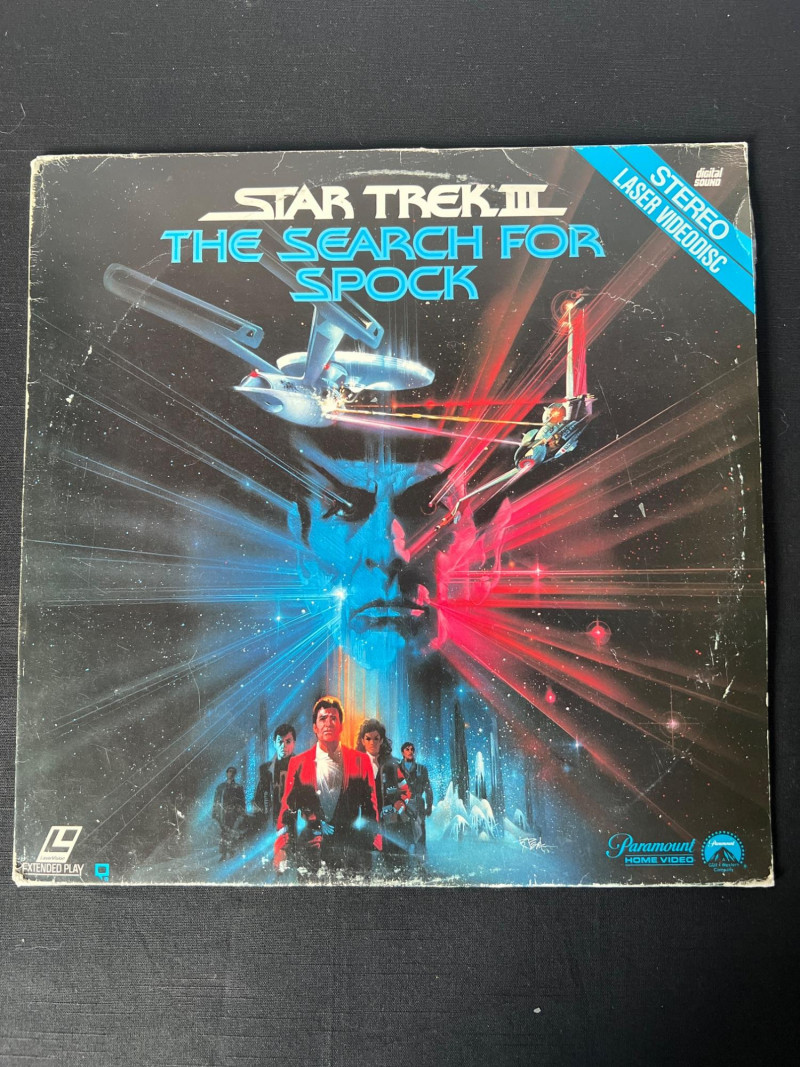 STAR TREK III
THE SEARCH FOR
SPOCK
STEREO
LASER VIDEODISC
digital
SOUND
EXTENDED PLAY
Paramount
HOME VIDEO
Paramount